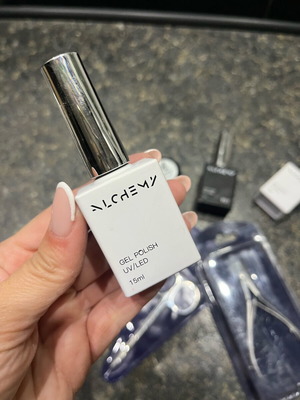 ALCHEMY
GEL POLISH
UV/LED
15ml